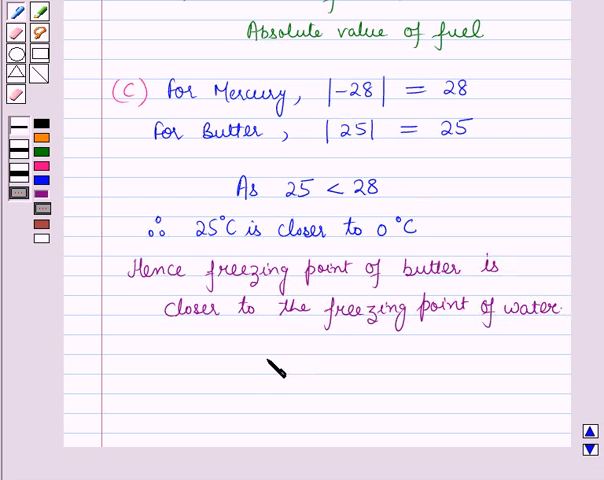 Absolute value of fuel
(C) For Mercury, |-28| = 28
For Butter, |25| = 25
As 25 < 28
∴ 25°C is closer to 0°C
Hence freezing point of butter is
closer to the freezing point of water.